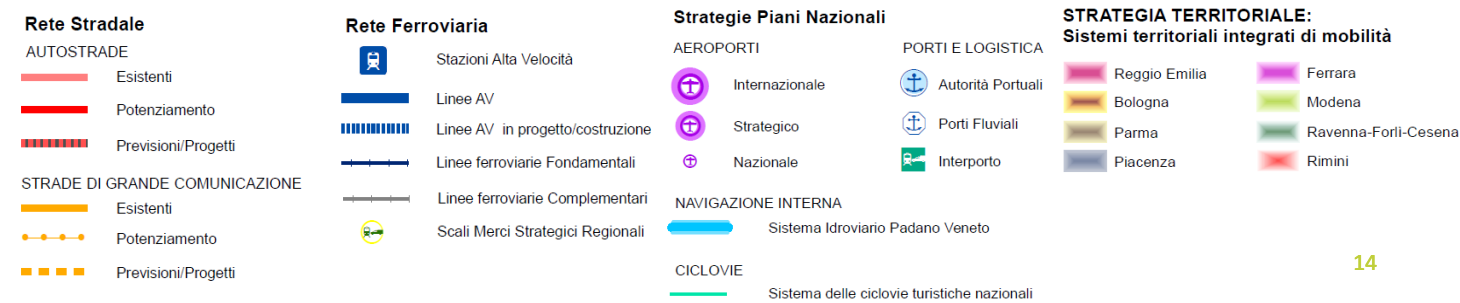 Rete Stradale
AUTOSTRADE
Esistenti
Potenziamento
Previsioni/Progetti
STRADE DI GRANDE COMUNICAZIONE
Esistenti
Potenziamento
Previsioni/Progetti
Rete Ferroviaria
Stazioni Alta Velocità
Linee AV
Linee AV in progetto/costruzione
Linee ferroviarie Fondamentali
Linee ferroviarie Complementari
Scali Merci Strategici Regionali
Strategie Piani Nazionali
AEROPORTI
Internazionale
Strategico
Nazionale
PORTI E LOGISTICA
Autorità Portuali
Porti Fluviali
Interporto
NAVIGAZIONE INTERNA
Sistema Idroviario Padano Veneto
CICLOVIE
Sistema delle ciclovie turistiche nazionali
STRATEGIA TERRITORIALE:
Sistemi territoriali integrati di mobilità
Reggio Emilia
Bologna
Parma
Piacenza
Ferrara
Modena
Ravenna-Forli-Cesena
Rimini
14